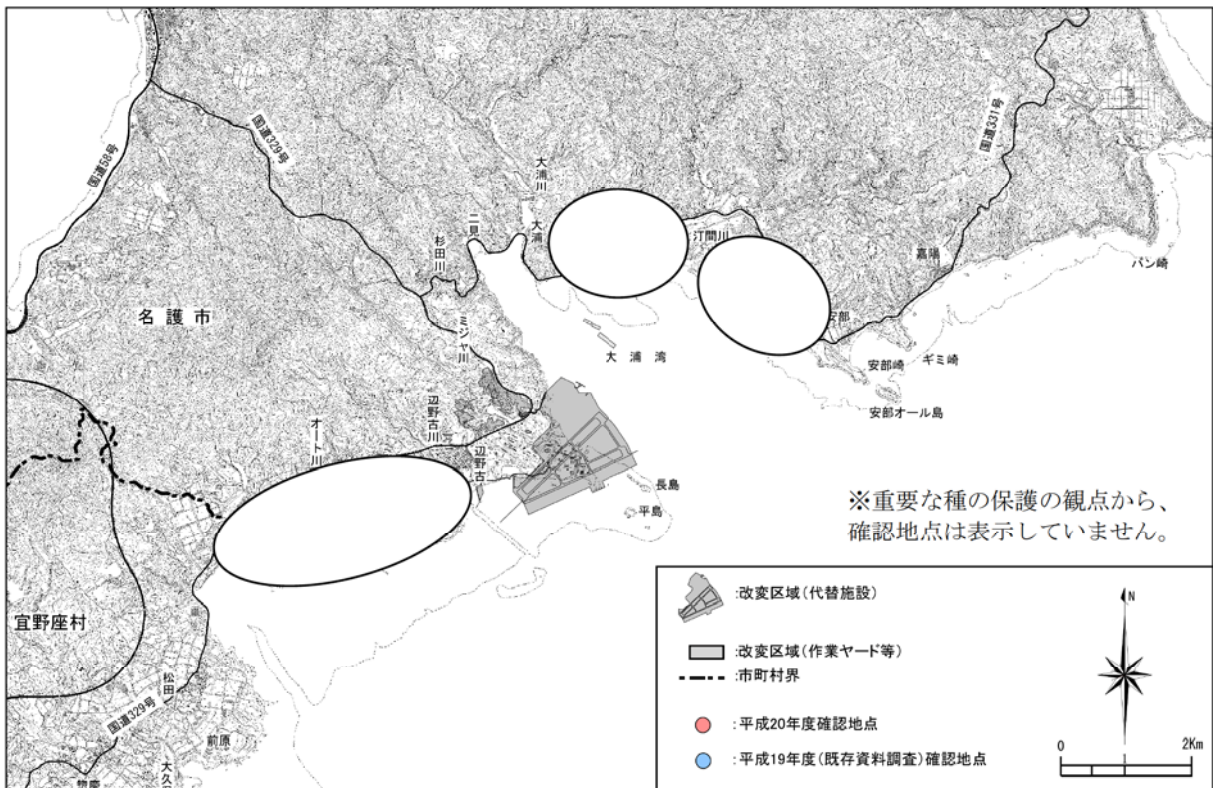 国道58号
国道329号
国道331号
大浦川
大浦
二見
杉田川
汀間川
嘉陽
バン崎
名護市
ミジャ川
大浦湾
安部
安部崎
ギミ崎
安部オール島
辺野古川
オート川
辺野古
長島
平島
※重要な種の保護の観点から、
確認地点は表示していません。
宜野座村
松田
国道329号
前原
惣慶
:改変区域(代替施設)
:改変区域(作業ヤード等)
:市町村界
:平成20年度確認地点
:平成19年度(既存資料調査)確認地点
N
0 2Km